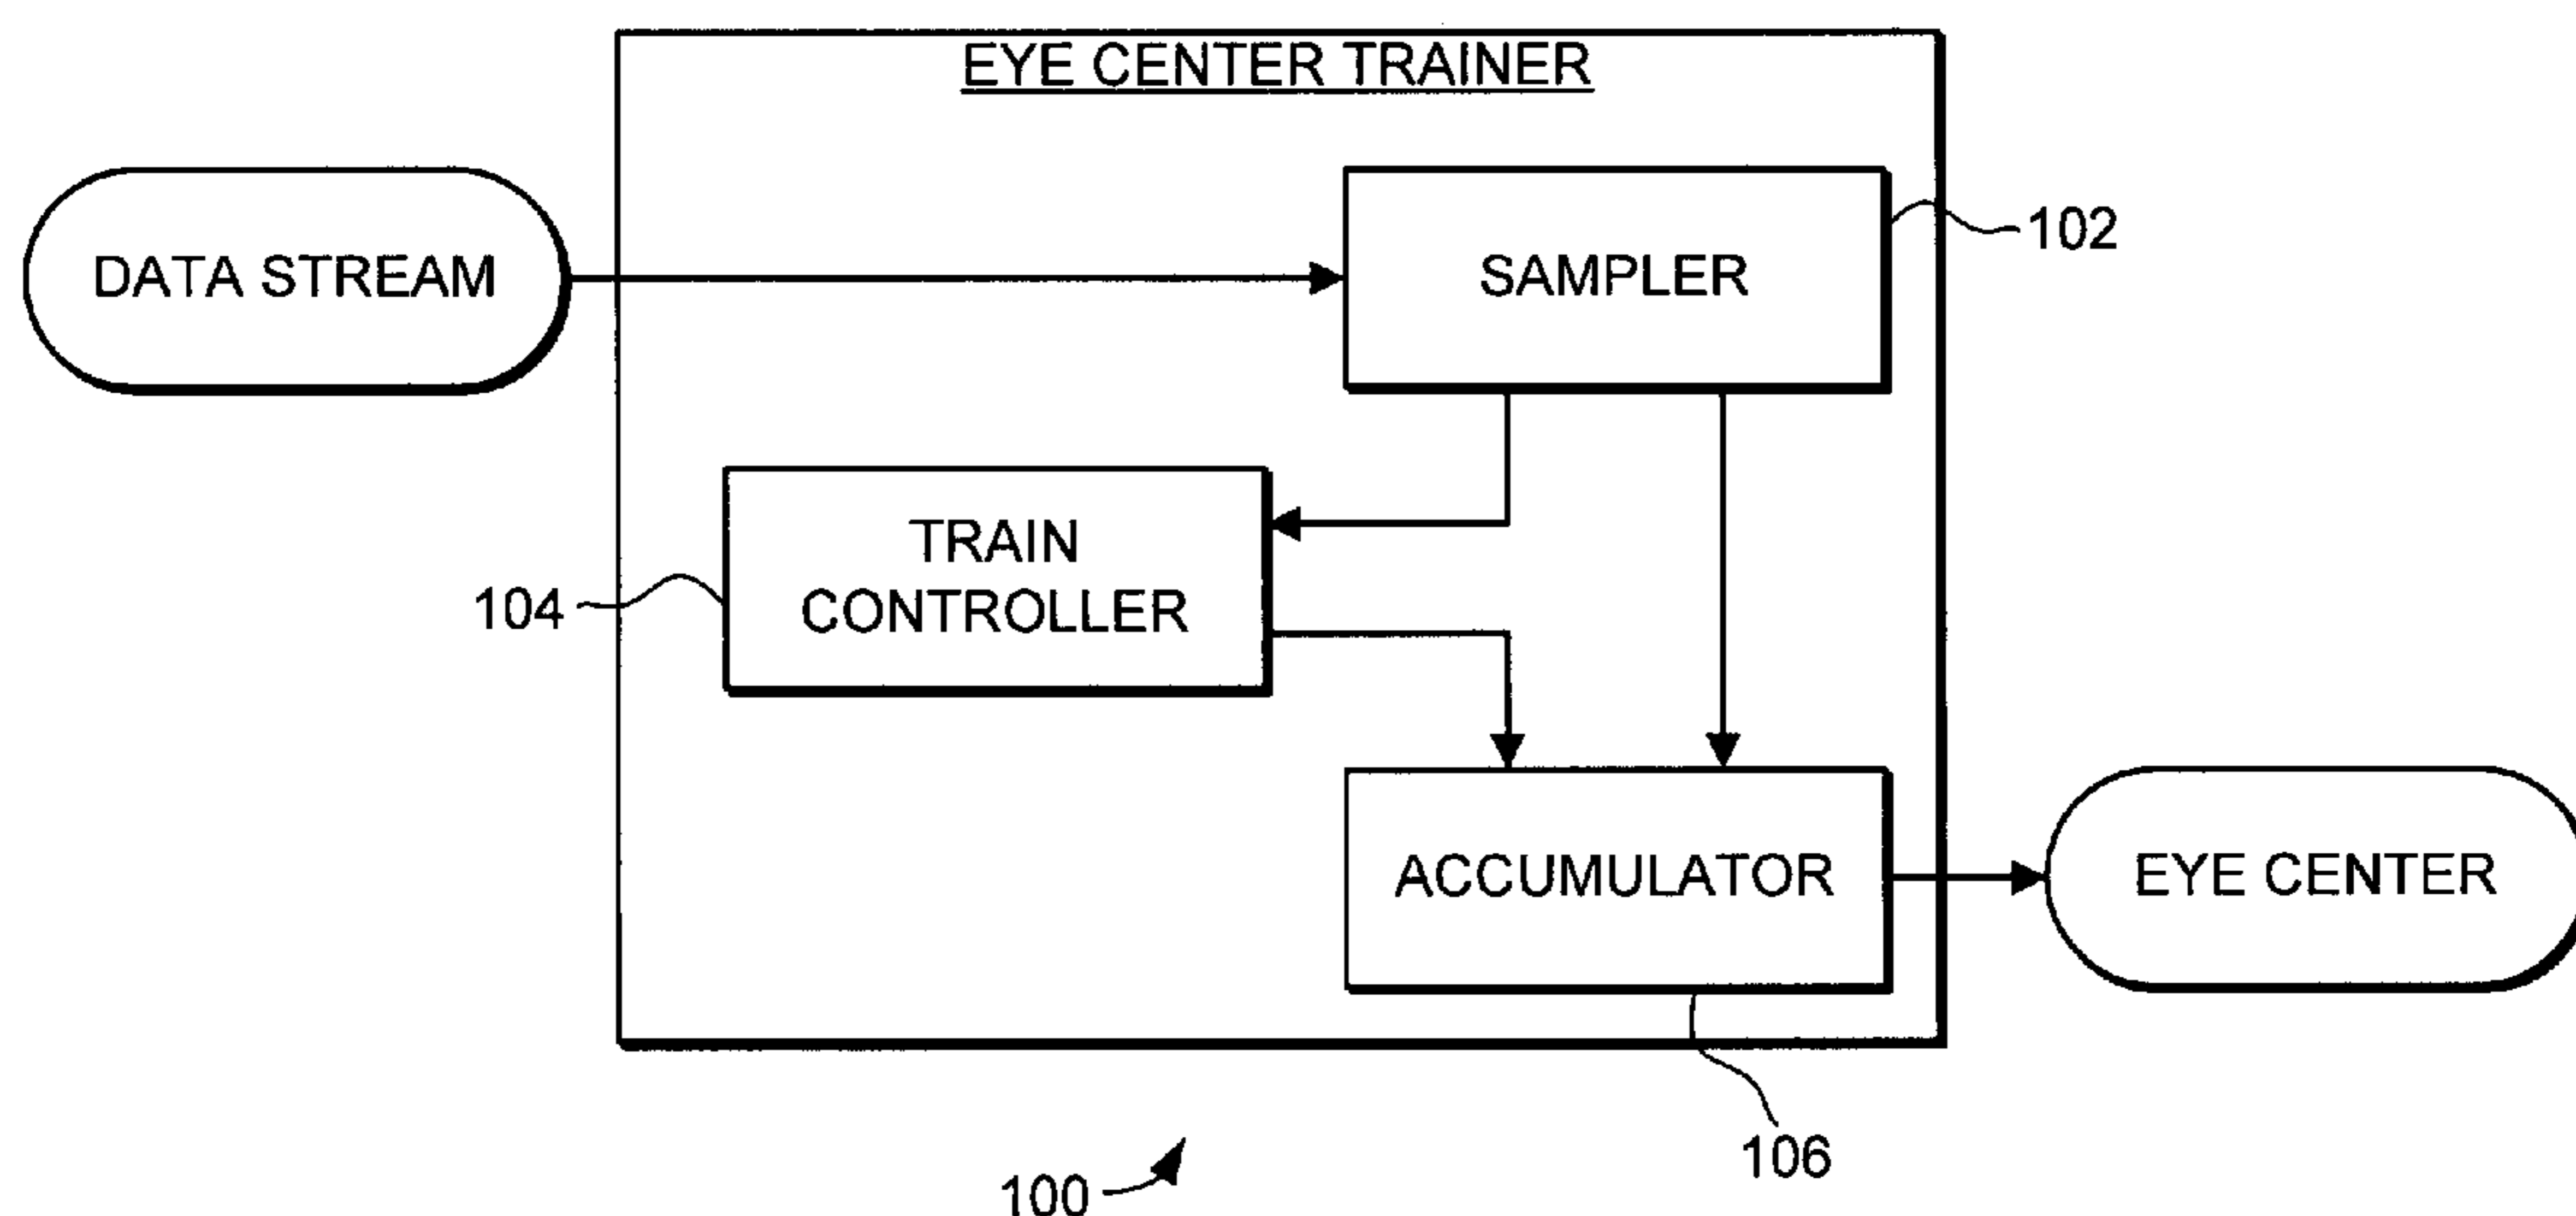 EYE CENTER TRAINER
DATA STREAM
SAMPLER
102
TRAIN
CONTROLLER
104
ACCUMULATOR
EYE CENTER
106
100